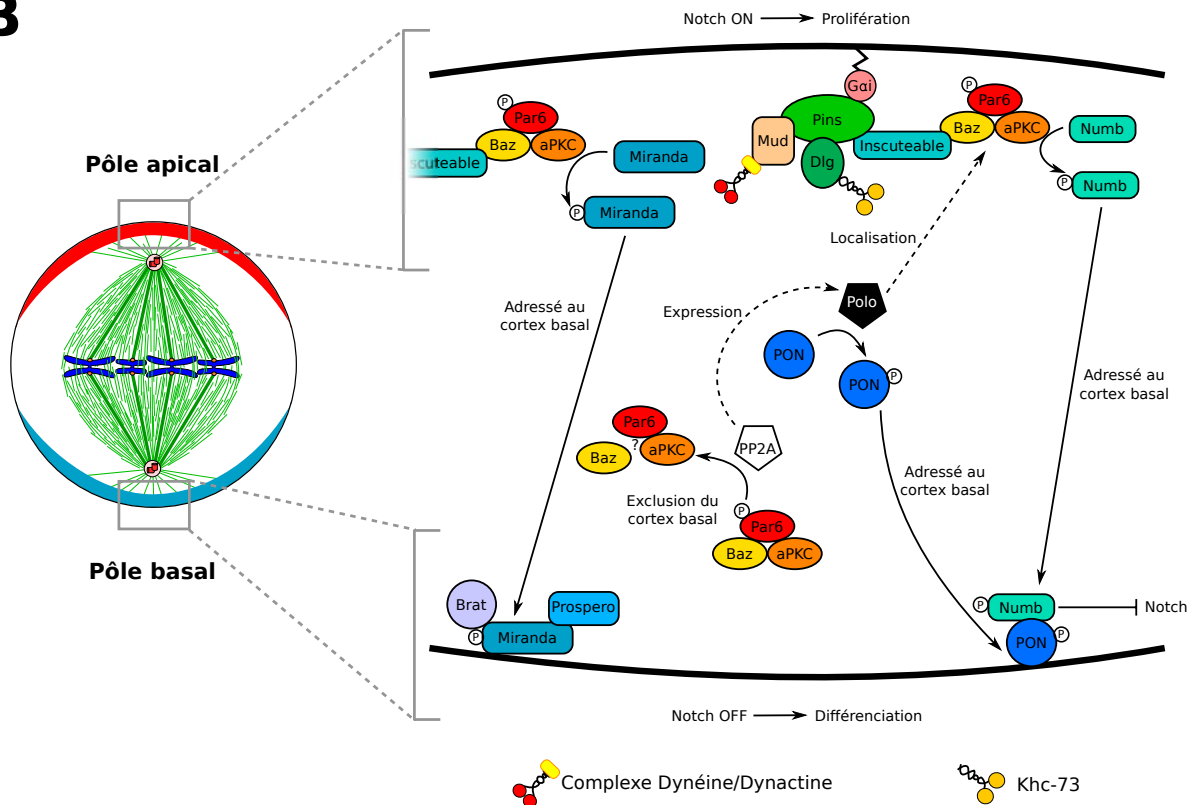 B
Notch ON
Prolifération
Gαi
P
Par6
Baz
aPKC
Inscuteable
Miranda
P
Miranda
Pins
Mud
Dlg
Inscuteable
P
Par6
Baz
aPKC
Numb
P
Numb
Pôle apical
Localisation
Adressé au
cortex basal
Expression
Polo
PON
PON
P
Adressé au
cortex basal
Par6
?
Baz
aPKC
PP2A
Exclusion du
cortex basal
P
Par6
Baz
aPKC
Adressé au
cortex basal
Pôle basal
Brat
Prospero
P
Miranda
P
Numb
Notch
PON
P
Notch OFF
Différenciation
Complexe Dynéine/Dynactine
Khc-73